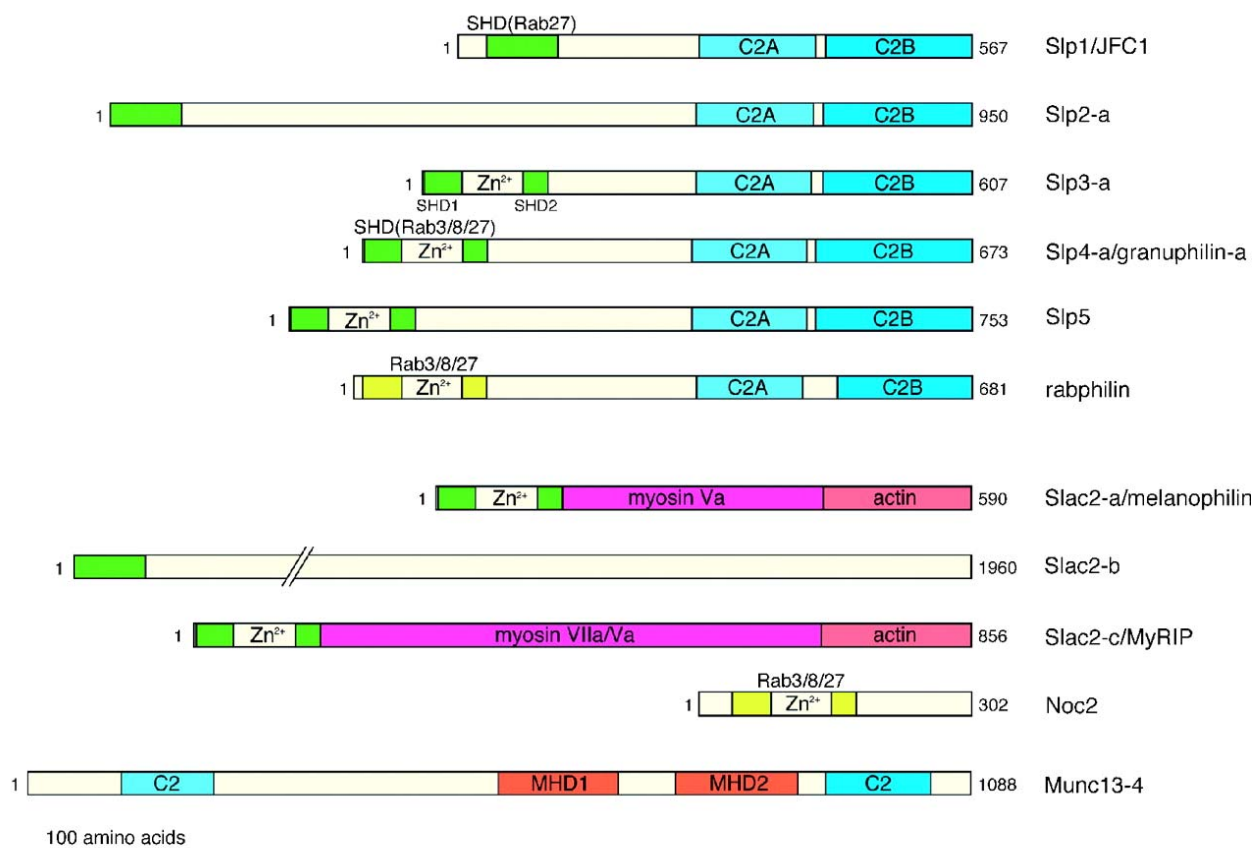 SHD(Rab27)
1 C2A C2B 567 Slp1/JFC1
1 C2A C2B 950 Slp2-a
1 Zn²⁺ C2A C2B 607 Slp3-a
SHD1 SHD2
SHD(Rab3/8/27)
1 Zn²⁺ C2A C2B 673 Slp4-a/granuphilin-a
1 Zn²⁺ C2A C2B 753 Slp5
Rab3/8/27
1 Zn²⁺ C2A C2B 681 rabphilin
1 Zn²⁺ myosin Va actin 590 Slac2-a/melanophilin
1 1960 Slac2-b
1 Zn²⁺ myosin VIIa/Va actin 856 Slac2-c/MyRIP
Rab3/8/27
1 Zn²⁺ 302 Noc2
1 C2 MHD1 MHD2 C2 1088 Munc13-4
100 amino acids